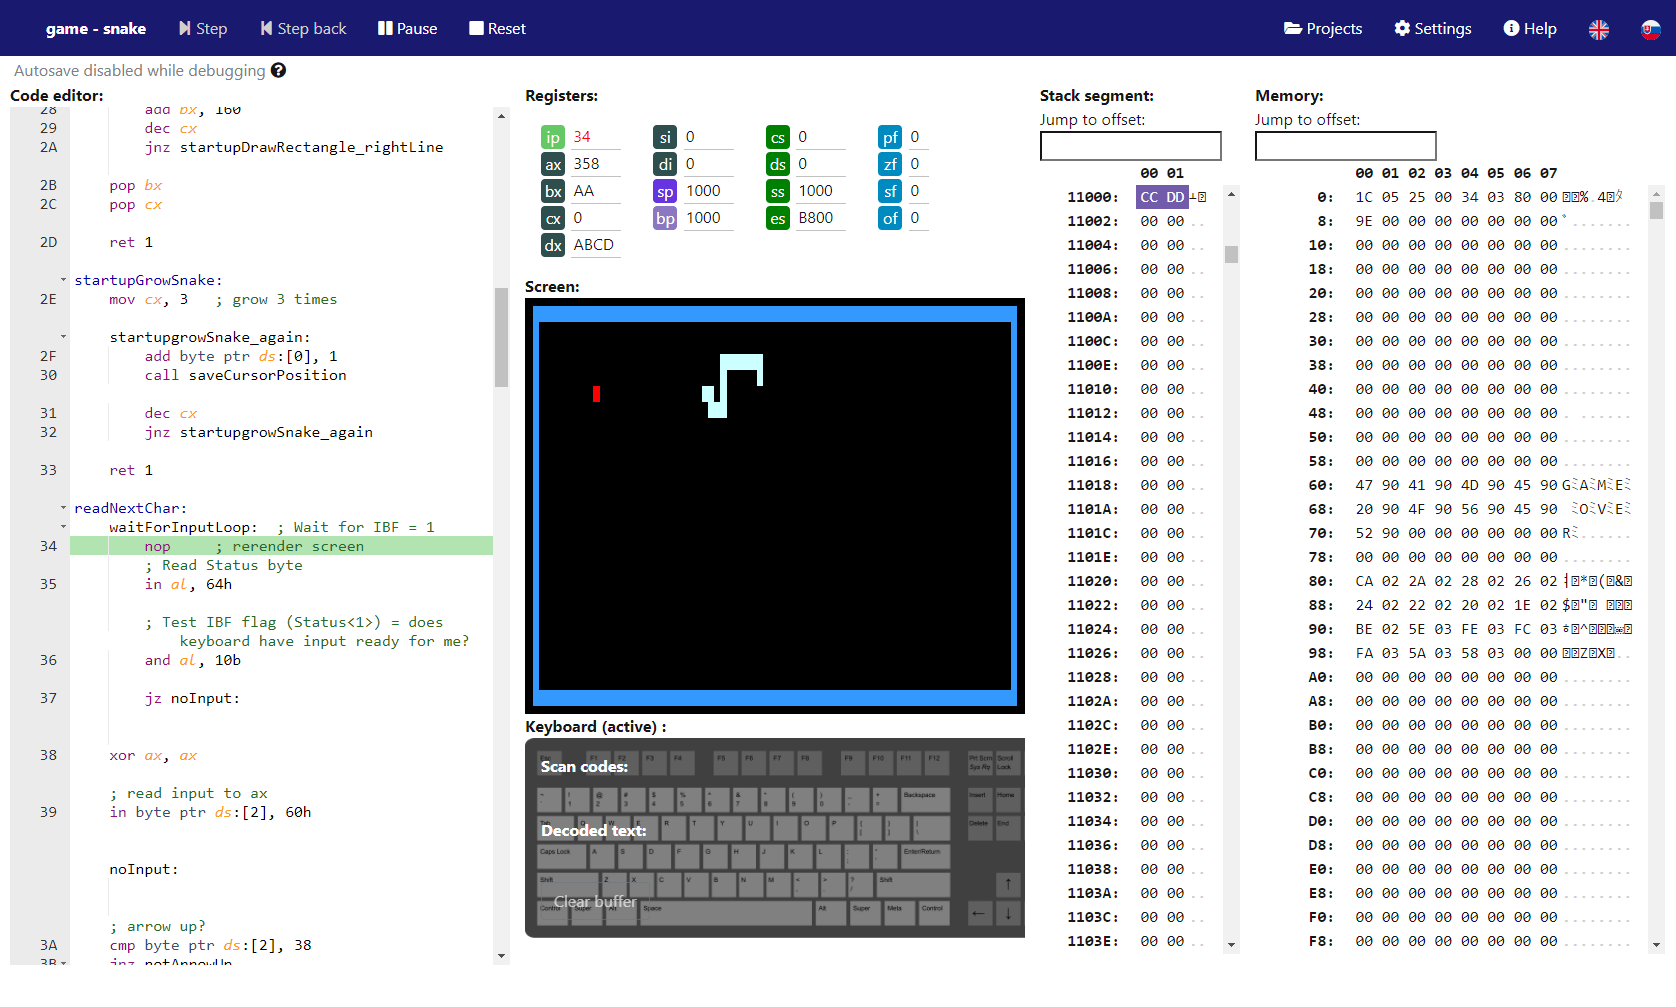 game - snake Step Step back Pause Reset Projects Settings Help
Autosave disabled while debugging
Code editor:
28 add bx, 160
29 dec cx
2A jnz startupDrawRectangle_rightLine
2B pop bx
2C pop cx
2D ret 1
startupGrowSnake:
2E mov cx, 3 ; grow 3 times
startupgrowSnake_again:
2F add byte ptr ds:[0], 1
30 call saveCursorPosition
31 dec cx
32 jnz startupgrowSnake_again
33 ret 1
readNextChar:
waitForInputLoop: ; Wait for IBF = 1
34 nop ; rerender screen
; Read Status byte
35 in al, 64h
; Test IBF flag (Status<1>) = does
keyboard have input ready for me?
36 and al, 10b
37 jz noInput:
38 xor ax, ax
; read input to ax
39 in byte ptr ds:[2], 60h
noInput:
; arrow up?
3A cmp byte ptr ds:[2], 38
3B jnz notArrowUp
Registers:
ip 34 si 0 cs 0 pf 0
ax 358 di 0 ds 0 zf 0
bx AA sp 1000 ss 1000 sf 0
cx 0 bp 1000 es B800 of 0
dx ABCD
Screen:
Keyboard (active) :
Scan codes:
Decoded text:
Clear buffer
Stack segment:
Jump to offset:
00 01
11000: CC DD
11002: 00 00 ..
11004: 00 00 ..
11006: 00 00 ..
11008: 00 00 ..
1100A: 00 00 ..
1100C: 00 00 ..
1100E: 00 00 ..
11010: 00 00 ..
11012: 00 00 ..
11014: 00 00 ..
11016: 00 00 ..
11018: 00 00 ..
1101A: 00 00 ..
1101C: 00 00 ..
1101E: 00 00 ..
11020: 00 00 ..
11022: 00 00 ..
11024: 00 00 ..
11026: 00 00 ..
11028: 00 00 ..
1102A: 00 00 ..
1102C: 00 00 ..
1102E: 00 00 ..
11030: 00 00 ..
11032: 00 00 ..
11034: 00 00 ..
11036: 00 00 ..
11038: 00 00 ..
1103A: 00 00 ..
1103C: 00 00 ..
1103E: 00 00 ..
Memory:
Jump to offset:
00 01 02 03 04 05 06 07
0: 1C 05 25 00 34 03 80 00
8: 9E 00 00 00 00 00 00 00
10: 00 00 00 00 00 00 00 00 ........
18: 00 00 00 00 00 00 00 00 ........
20: 00 00 00 00 00 00 00 00 ........
28: 00 00 00 00 00 00 00 00 ........
30: 00 00 00 00 00 00 00 00 ........
38: 00 00 00 00 00 00 00 00 ........
40: 00 00 00 00 00 00 00 00 ........
48: 00 00 00 00 00 00 00 00 ........
50: 00 00 00 00 00 00 00 00 ........
58: 00 00 00 00 00 00 00 00 ........
60: 47 90 41 90 4D 90 45 90
68: 20 90 4F 90 56 90 45 90
70: 52 90 00 00 00 00 00 00
78: 00 00 00 00 00 00 00 00 ........
80: CA 02 2A 02 28 02 26 02
88: 24 02 22 02 20 02 1E 02
90: BE 02 5E 03 FE 03 FC 03
98: FA 03 5A 03 58 03 00 00
A0: 00 00 00 00 00 00 00 00 ........
A8: 00 00 00 00 00 00 00 00 ........
B0: 00 00 00 00 00 00 00 00 ........
B8: 00 00 00 00 00 00 00 00 ........
C0: 00 00 00 00 00 00 00 00 ........
C8: 00 00 00 00 00 00 00 00 ........
D0: 00 00 00 00 00 00 00 00 ........
D8: 00 00 00 00 00 00 00 00 ........
E0: 00 00 00 00 00 00 00 00 ........
E8: 00 00 00 00 00 00 00 00 ........
F0: 00 00 00 00 00 00 00 00 ........
F8: 00 00 00 00 00 00 00 00 ........